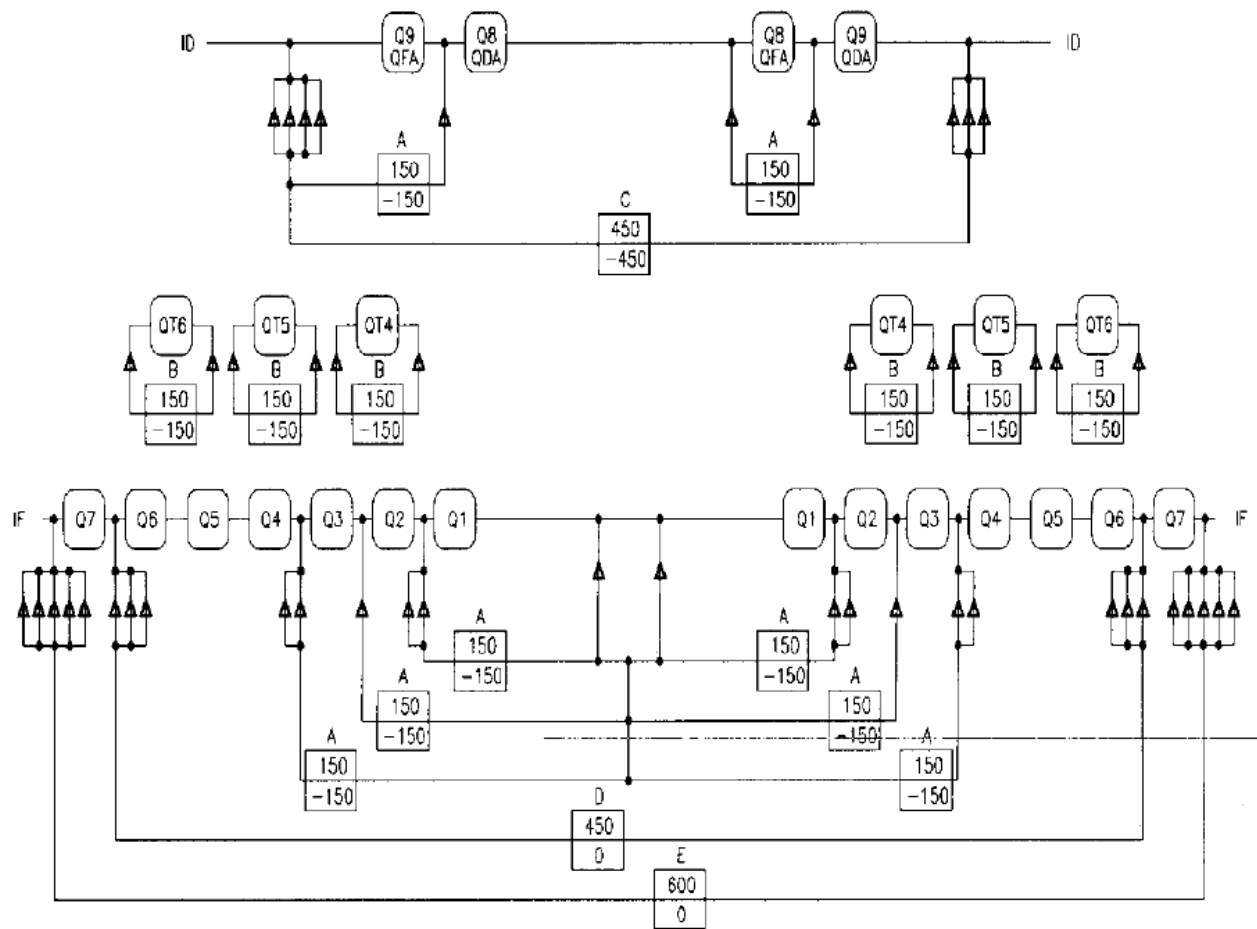 ID Q9 QFA Q8 QDA Q8 QFA Q9 QDA ID
A 150 -150
A 150 -150
C 450 -450
QT6 QT5 QT4 QT4 QT5 QT6
B B B B B B
150 150 150 150 150 150
-150 -150 -150 -150 -150 -150
IF Q7 Q6 Q5 Q4 Q3 Q2 Q1 Q1 Q2 Q3 Q4 Q5 Q6 Q7 IF
A A
150 150
-150 -150
A A
150 150
-150 -150
A A
150 150
-150 -150
D
450
0
E
600
0